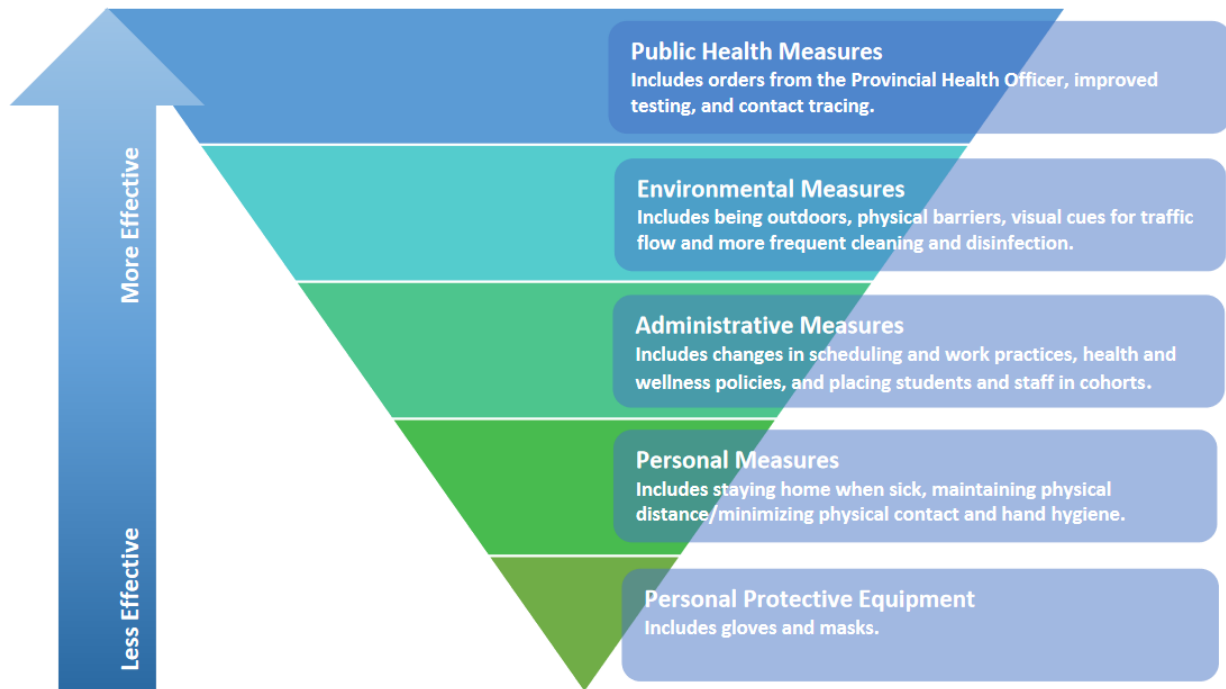 More Effective
Less Effective
Public Health Measures
Includes orders from the Provincial Health Officer, improved
testing, and contact tracing.
Environmental Measures
Includes being outdoors, physical barriers, visual cues for traffic
flow and more frequent cleaning and disinfection.
Administrative Measures
Includes changes in scheduling and work practices, health and
wellness policies, and placing students and staff in cohorts.
Personal Measures
Includes staying home when sick, maintaining physical
distance/minimizing physical contact and hand hygiene.
Personal Protective Equipment
Includes gloves and masks.